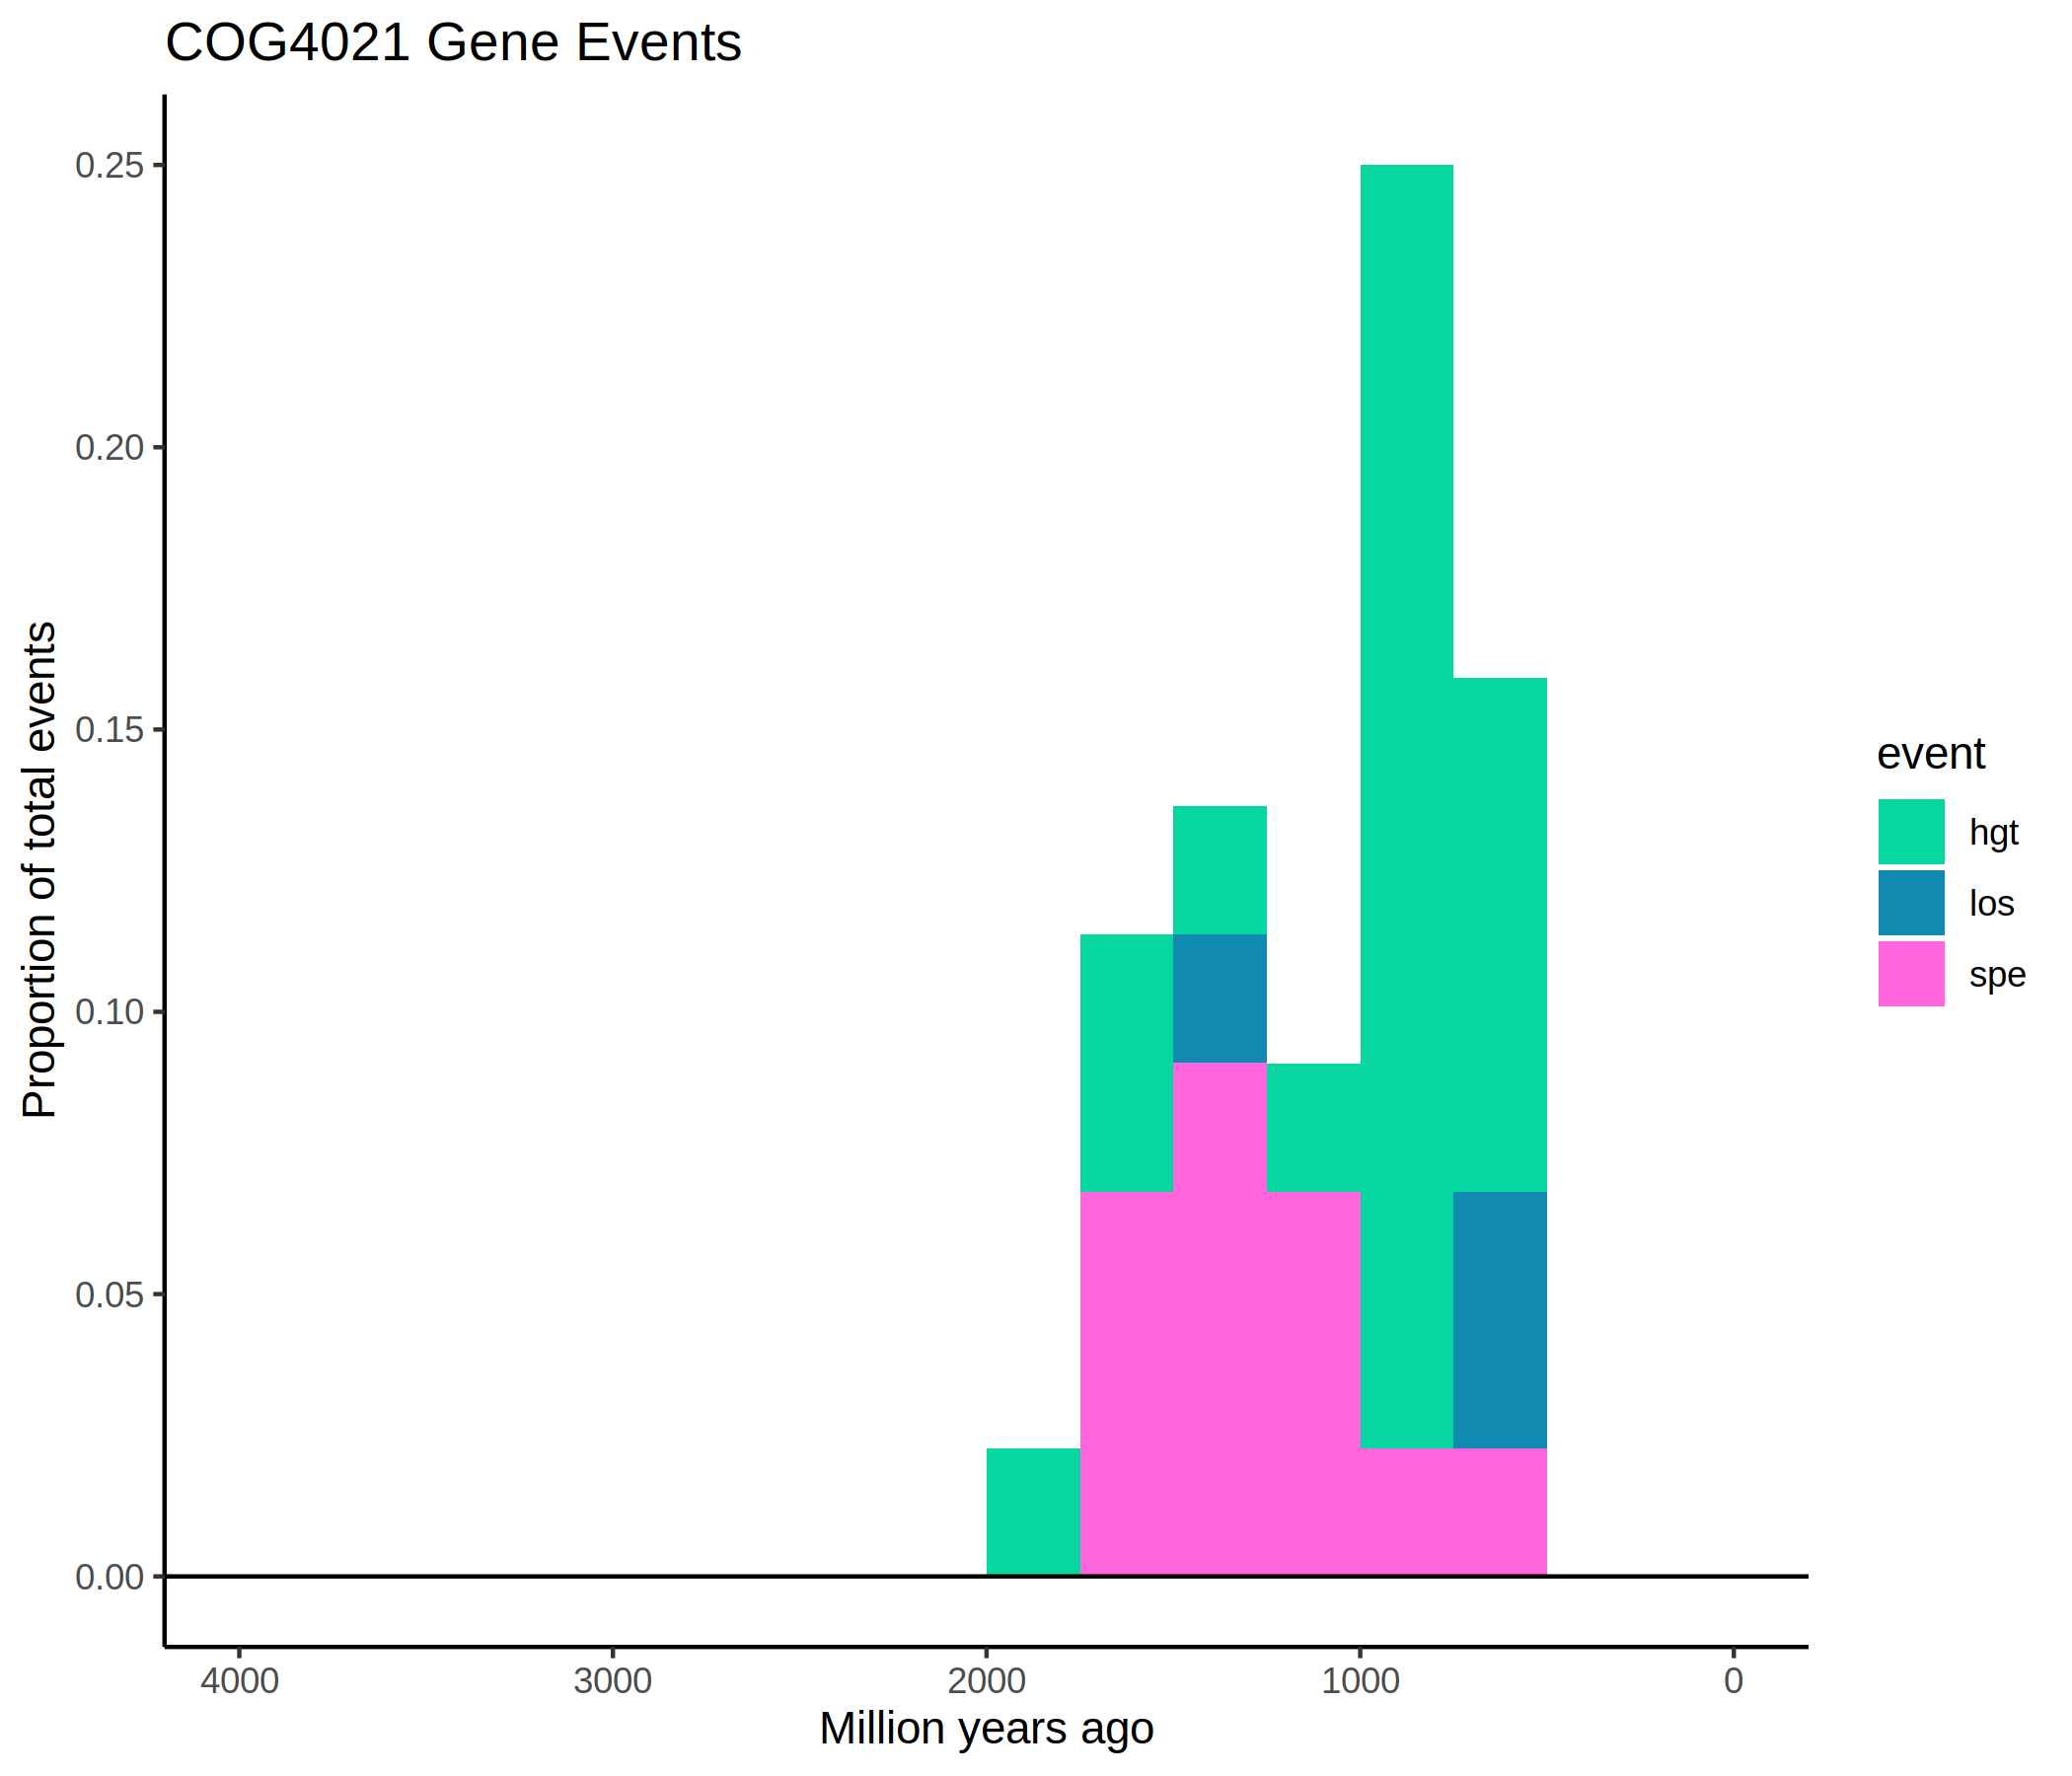 COG4021 Gene Events
Proportion of total events
0.25
0.20
0.15
0.10
0.05
0.00
4000 3000 2000 1000 0
Million years ago
event
hgt
los
spe